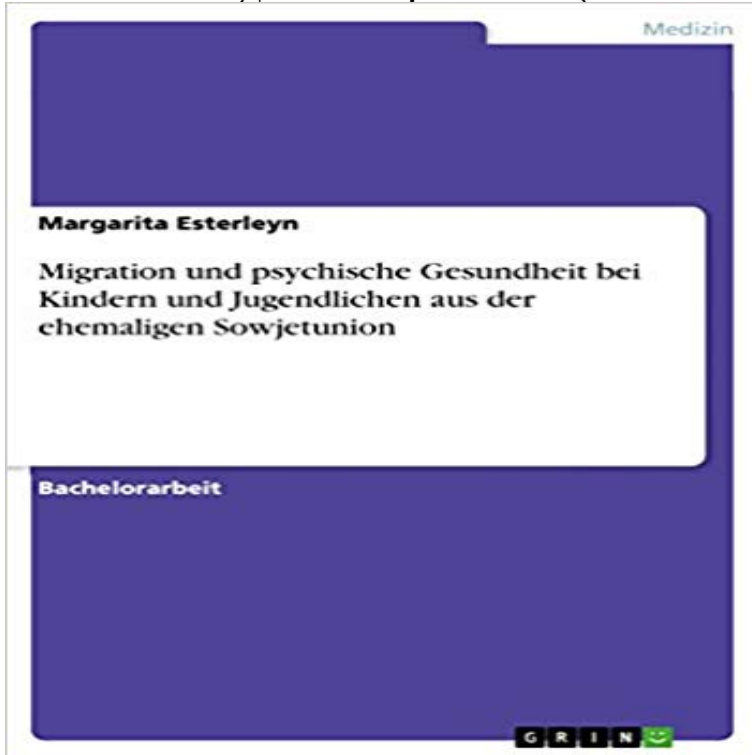 Medizin
Margarita Esterleyn
Migration und psychische Gesundheit bei
Kindern und Jugendlichen aus der
ehemaligen Sowjetunion
Bachelorarbeit
GRIN